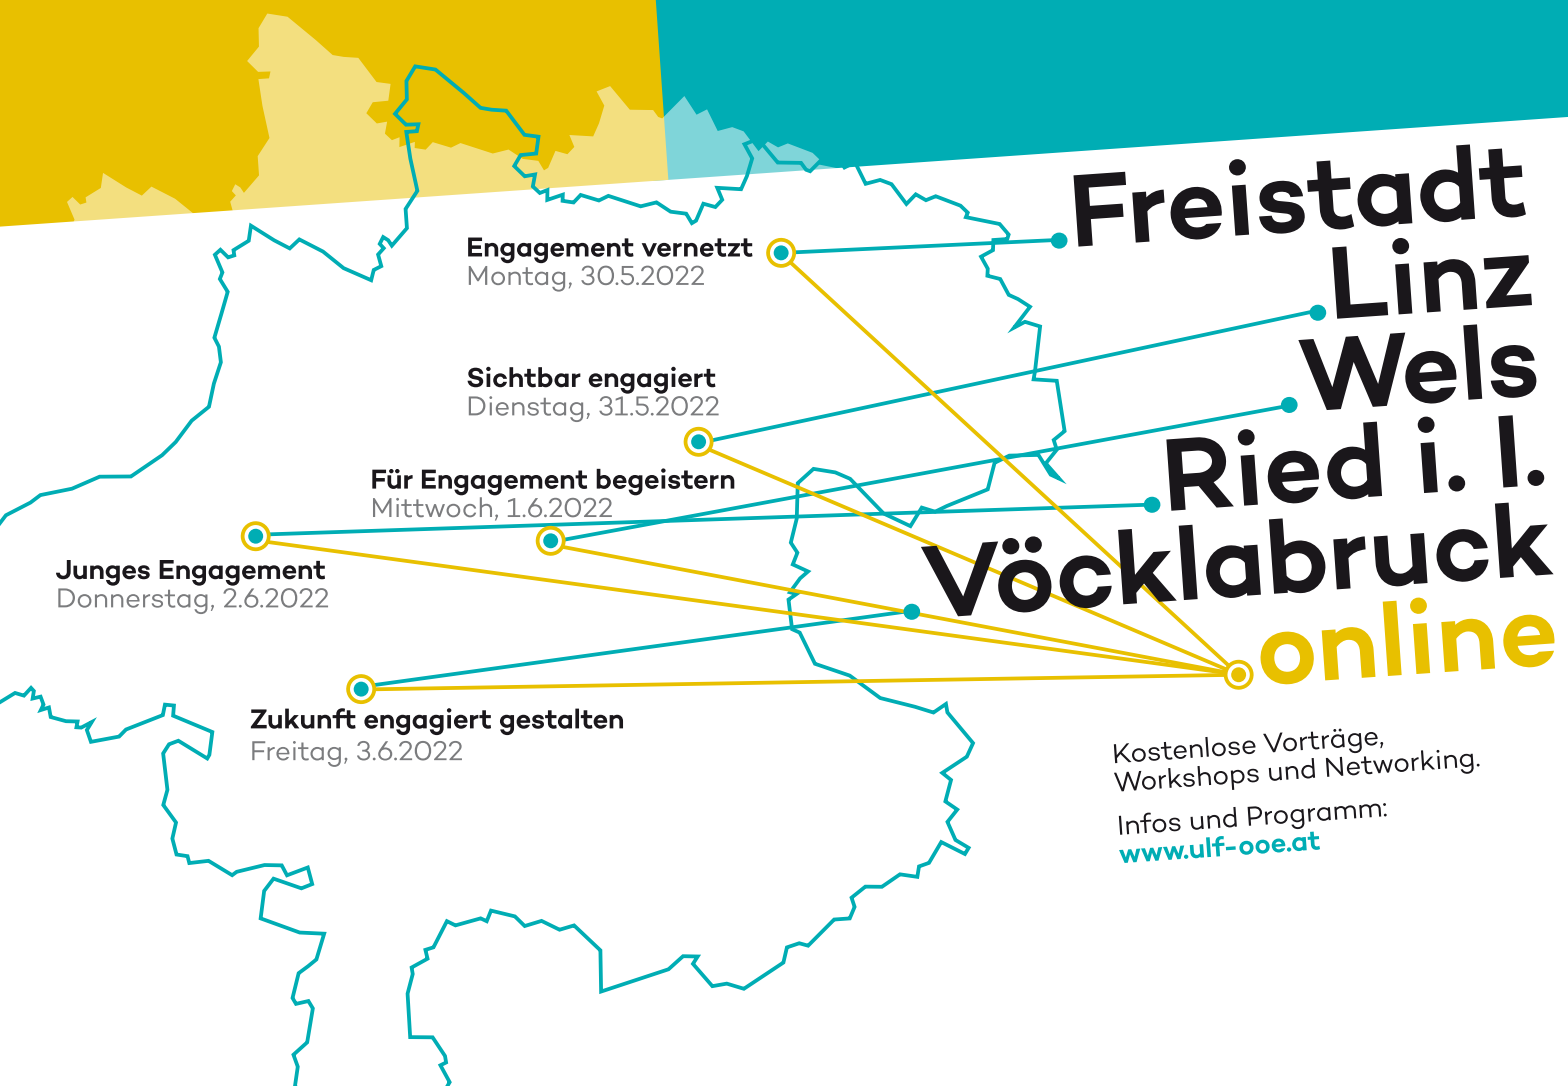 Freistadt
Linz
Wels
Ried i. I.
Vöcklabruck
online
Engagement vernetzt
Montag, 30.5.2022
Sichtbar engagiert
Dienstag, 31.5.2022
Für Engagement begeistern
Mittwoch, 1.6.2022
Junges Engagement
Donnerstag, 2.6.2022
Zukunft engagiert gestalten
Freitag, 3.6.2022
Kostenlose Vorträge,
Workshops und Networking.
Infos und Programm:
www.ulf-ooe.at